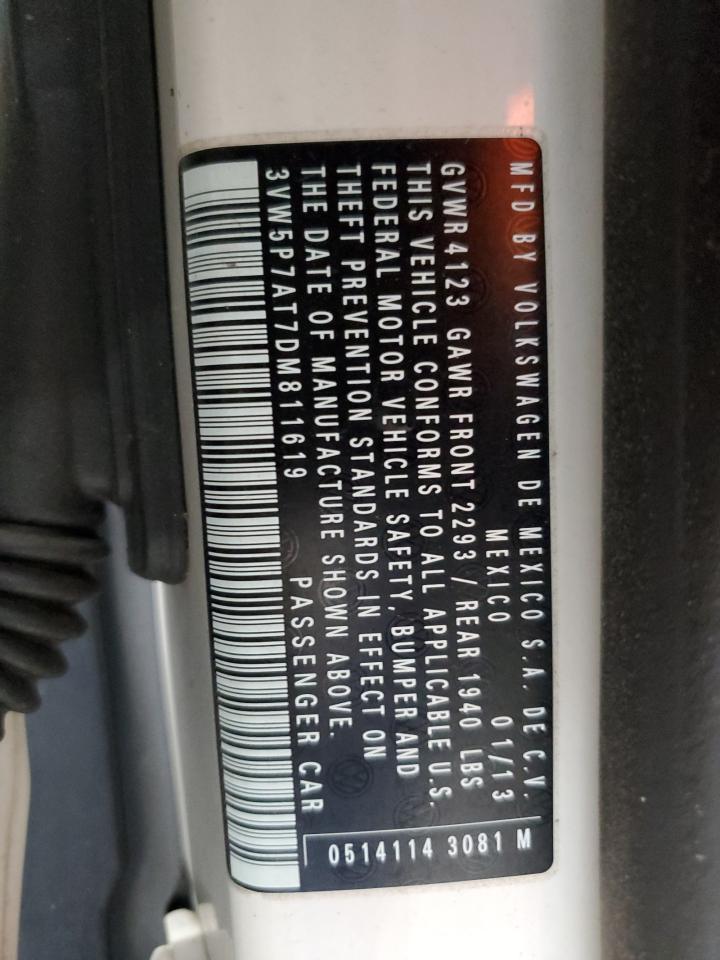 MFD BY VOLKSWAGEN DE MEXICO S.A. DE C.V.
MEXICO 01/13
GVWR 4123 GAWR FRONT 2293 / REAR 1940 LBS
THIS VEHICLE CONFORMS TO ALL APPLICABLE U.S.
FEDERAL MOTOR VEHICLE SAFETY, BUMPER AND
THEFT PREVENTION STANDARDS IN EFFECT ON
THE DATE OF MANUFACTURE SHOWN ABOVE.
3VW5P7AT7DM811619 PASSENGER CAR
0514114 3081 M